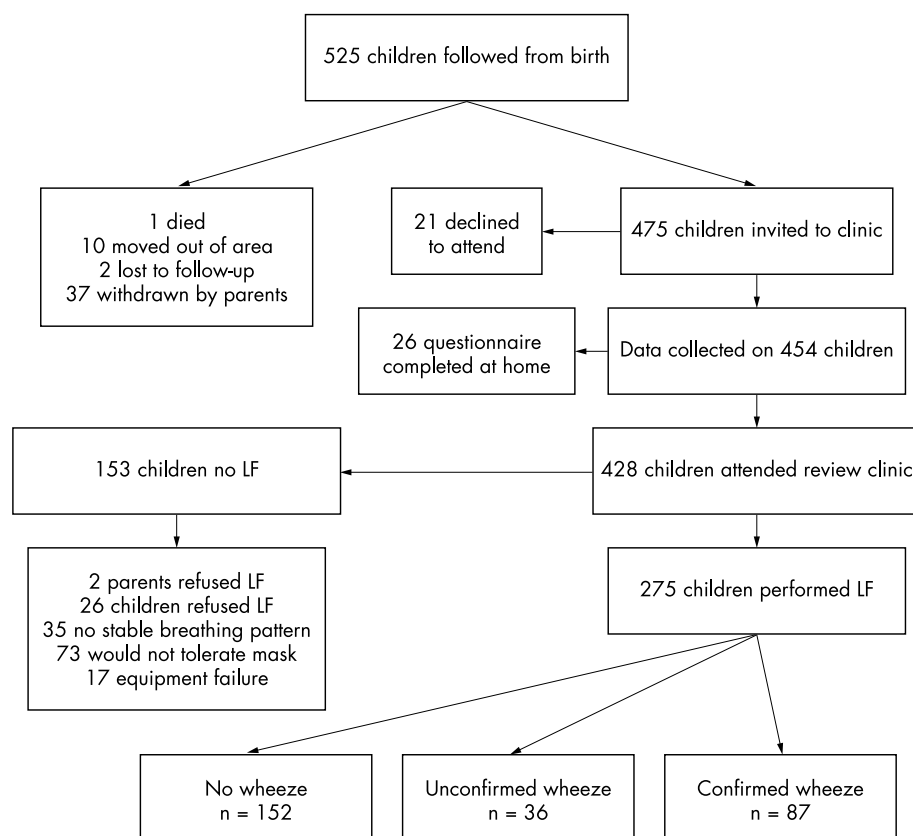 525 children followed from birth
1 died
10 moved out of area
2 lost to follow-up
37 withdrawn by parents
21 declined
to attend
475 children invited to clinic
26 questionnaire
completed at home
Data collected on 454 children
153 children no LF
428 children attended review clinic
2 parents refused LF
26 children refused LF
35 no stable breathing pattern
73 would not tolerate mask
17 equipment failure
275 children performed LF
No wheeze
n = 152
Unconfirmed wheeze
n = 36
Confirmed wheeze
n = 87